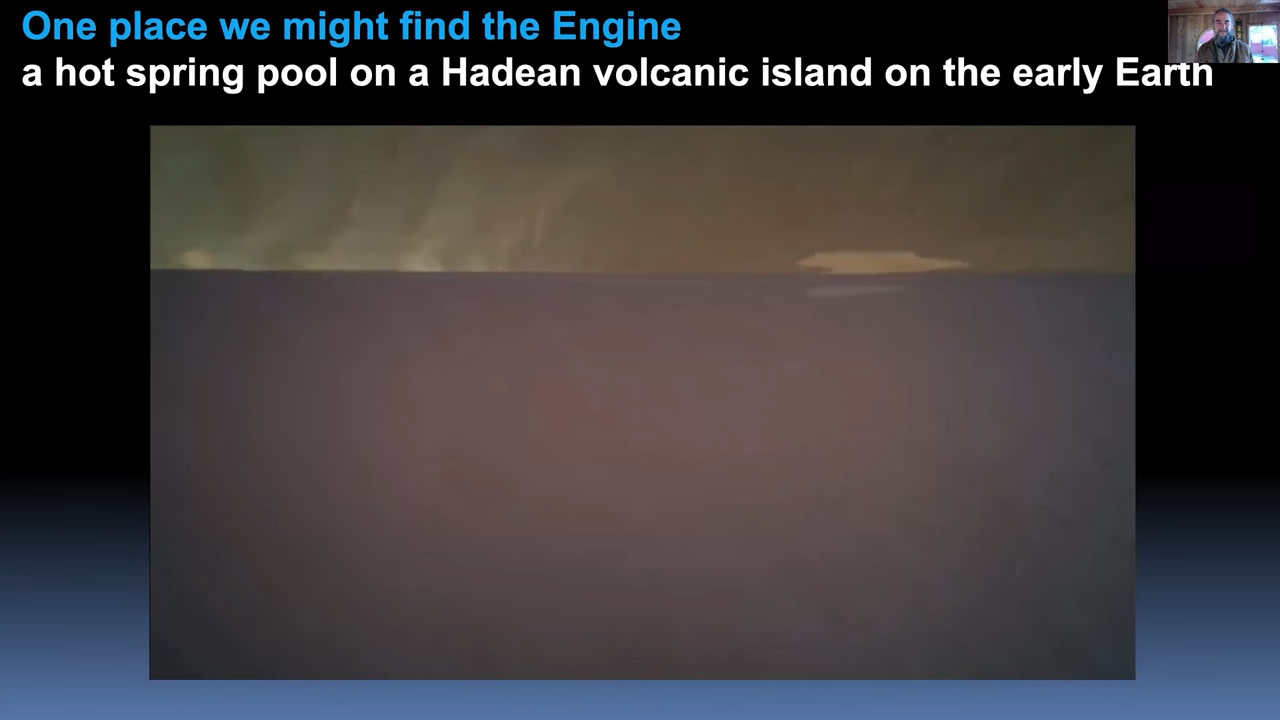 One place we might find the Engine
a hot spring pool on a Hadean volcanic island on the early Earth